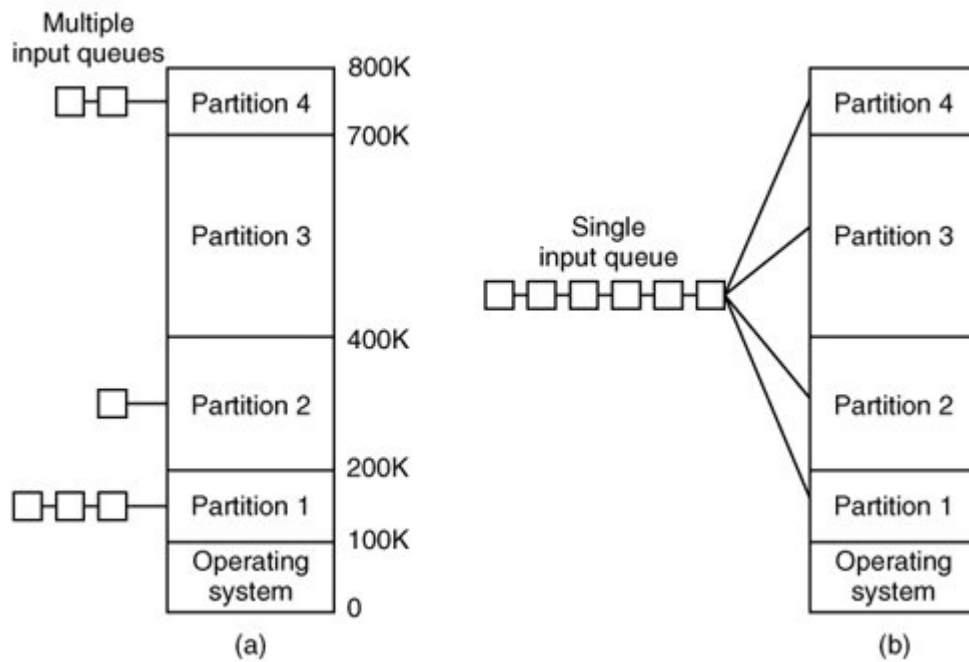 Multiple
input queues
800K
Partition 4
700K
Partition 3
400K
Partition 2
200K
Partition 1
100K
Operating
system
0
(a)
Single
input queue
Partition 4
Partition 3
Partition 2
Partition 1
Operating
system
(b)